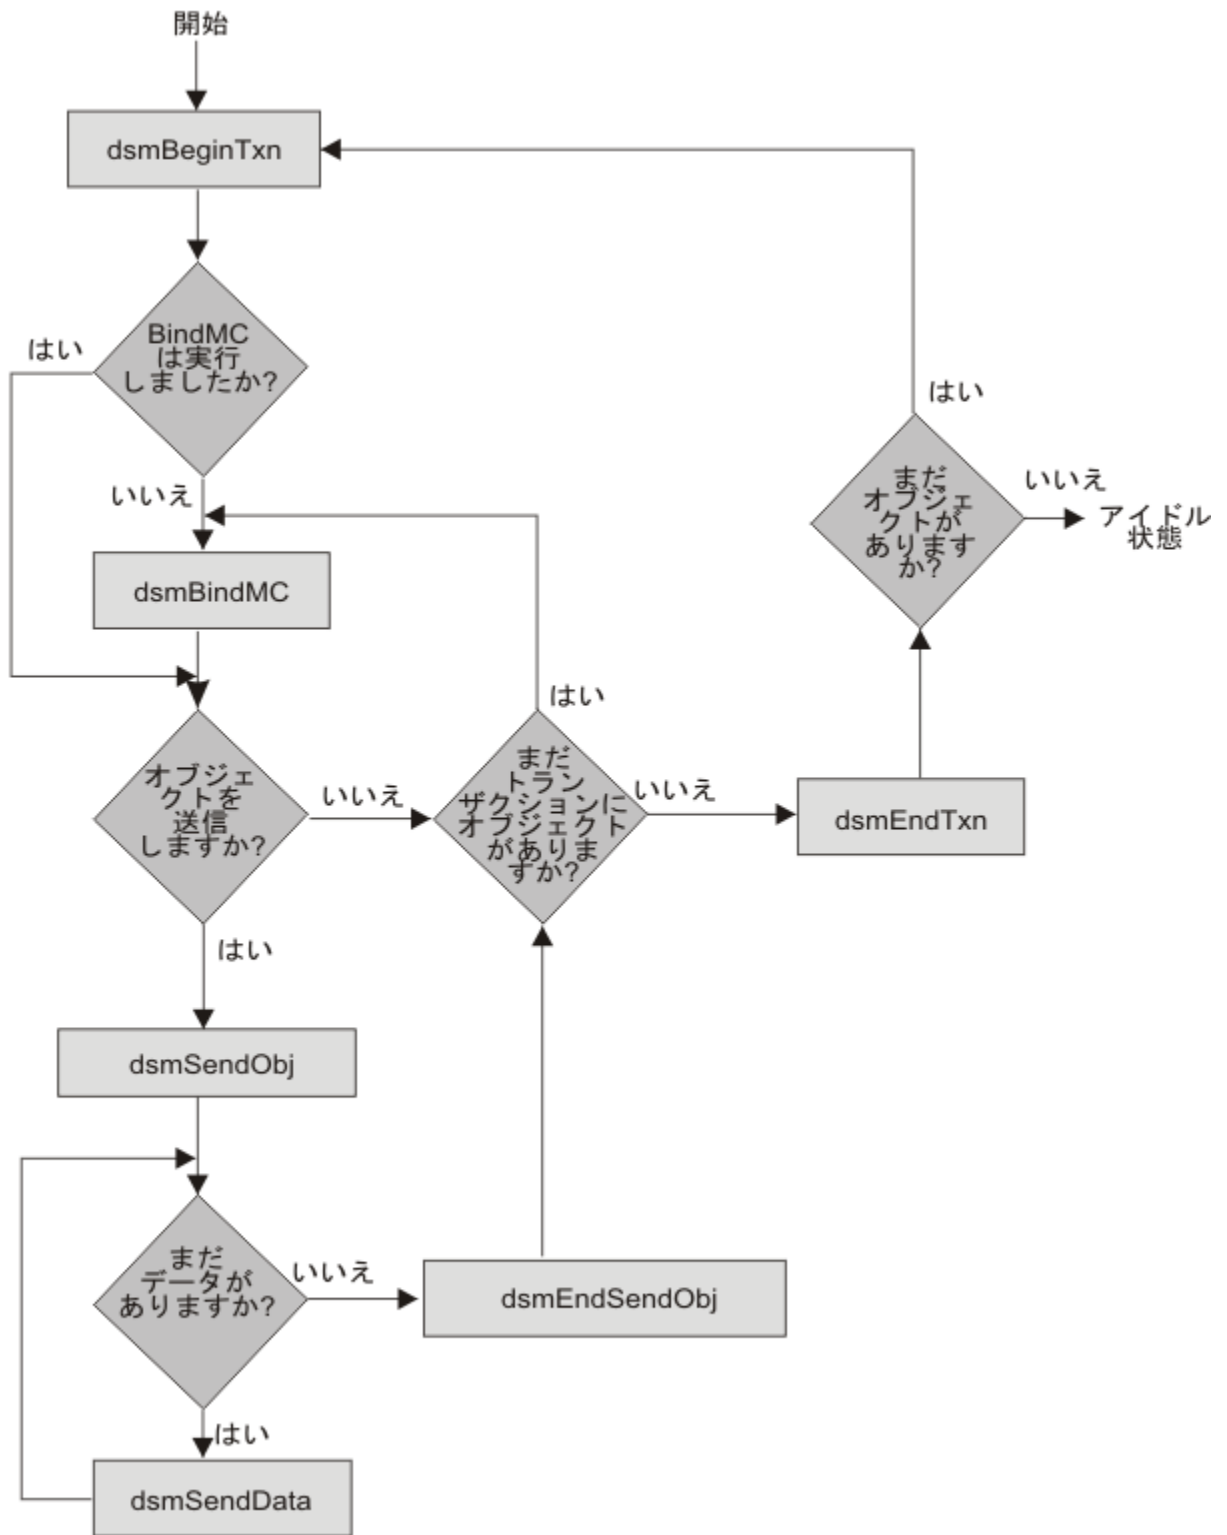 開始
dsmBeginTxn
BindMC
は実行
しましたか?
はい
いいえ
dsmBindMC
オブジェ
クトを
送信
しますか?
いいえ
はい
dsmSendObj
まだ
データが
ありますか?
いいえ
はい
dsmSendData
dsmEndSendObj
まだ
トラン
ザクションに
オブジェクト
がありま
すか?
はい
いいえ
dsmEndTxn
まだ
オブジェ
クトが
あります
か?
はい
いいえ
アイドル
状態